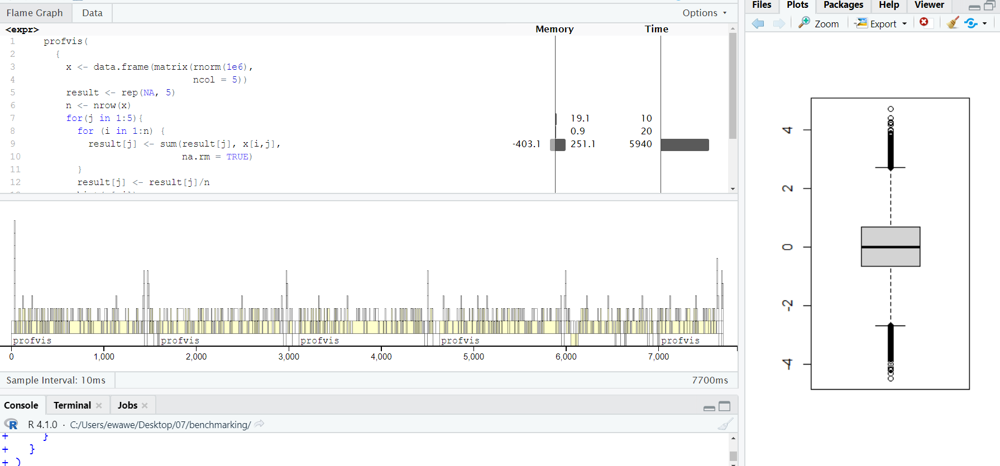 Flame Graph Data Options
<expr> Memory Time
1 profvis(
2 {
3 x <- data.frame(matrix(rnorm(1e6),
4 ncol = 5))
5 result <- rep(NA, 5)
6 n <- nrow(x)
7 for(j in 1:5){ 19.1 10
8 for (i in 1:n) { 0.9 20
9 result[j] <- sum(result[j], x[i,j], -403.1 251.1 5940
10 na.rm = TRUE)
11 }
12 result[j] <- result[j]/n
profvis profvis profvis profvis profvis
0 1,000 2,000 3,000 4,000 5,000 6,000 7,000
Sample Interval: 10ms 7700ms
Console Terminal Jobs
R R 4.1.0 · C:/Users/ewawe/Desktop/07/benchmarking/
+ }
+ }
+ )
Files Plots Packages Help Viewer
Zoom Export
4
2
0
-2
-4